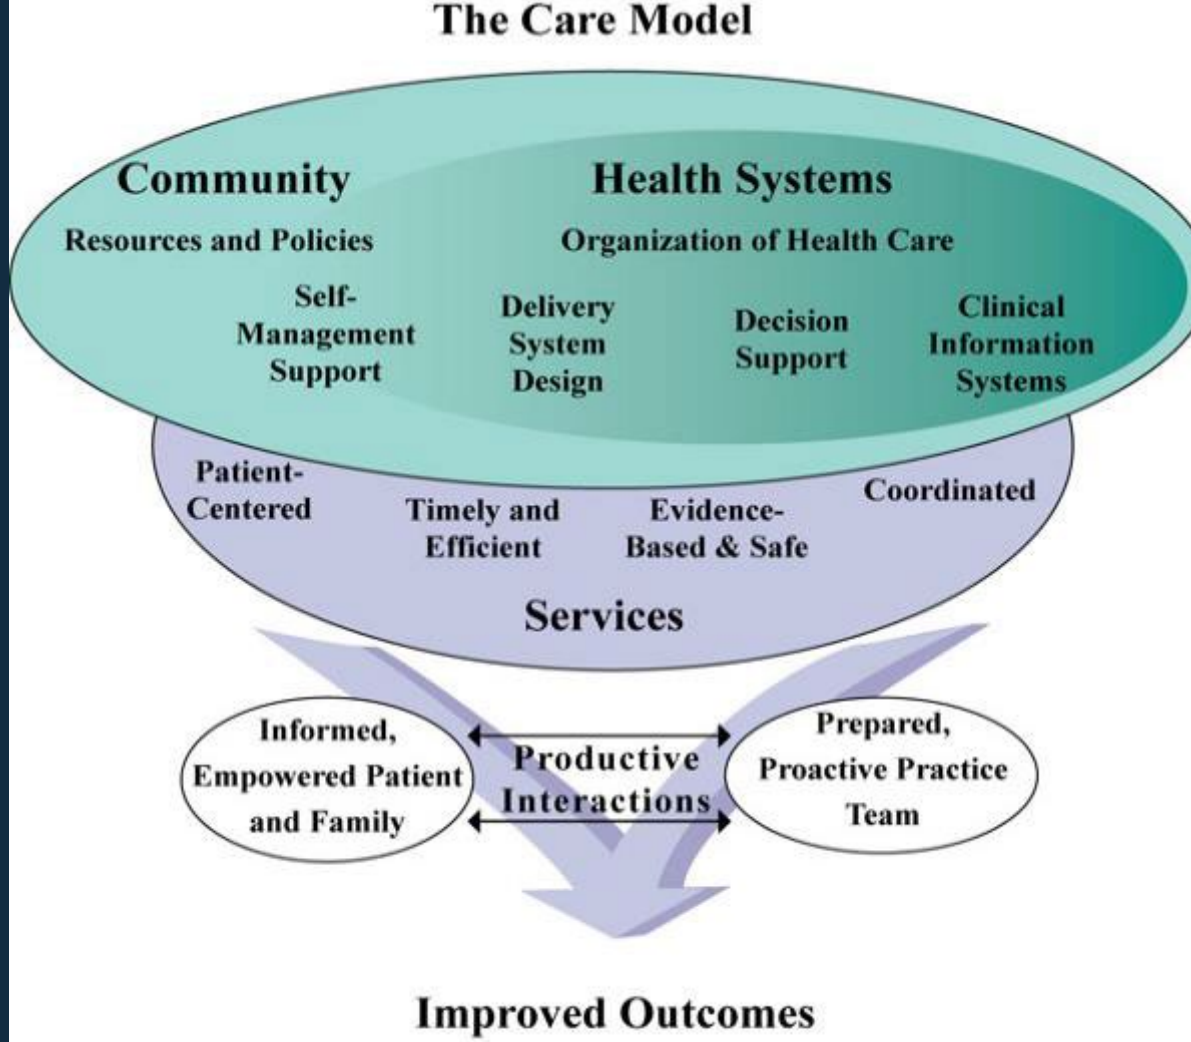 The Care Model
Community
Health Systems
Resources and Policies
Organization of Health Care
Self-
Management
Support
Delivery
System
Design
Decision
Support
Clinical
Information
Systems
Patient-
Centered
Timely and
Efficient
Evidence-
Based & Safe
Coordinated
Services
Informed,
Empowered Patient
and Family
Productive
Interactions
Prepared,
Proactive Practice
Team
Improved Outcomes